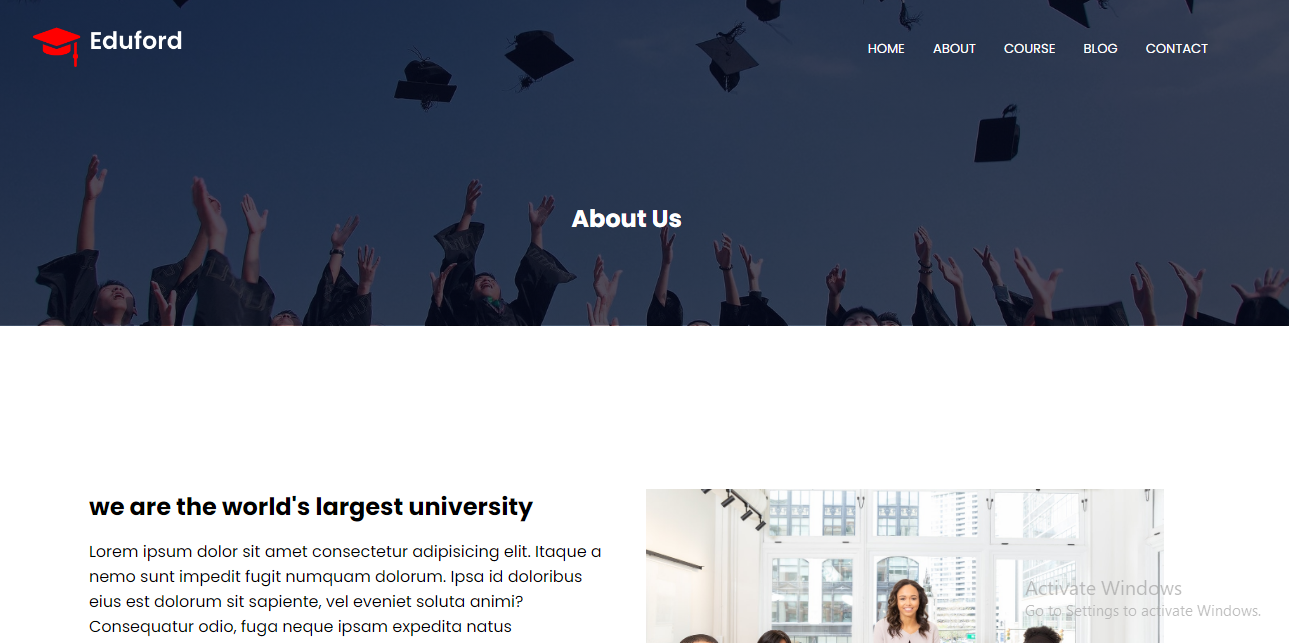 Eduford
HOME ABOUT COURSE BLOG CONTACT
About Us
we are the world's largest university
Lorem ipsum dolor sit amet consectetur adipisicing elit. Itaque a
nemo sunt impedit fugit numquam dolorum. Ipsa id doloribus
eius est dolorum sit sapiente, vel eveniet soluta animi?
Consequatur odio, fuga neque ipsam expedita natus
Activate Windows
Go to Settings to activate Windows.